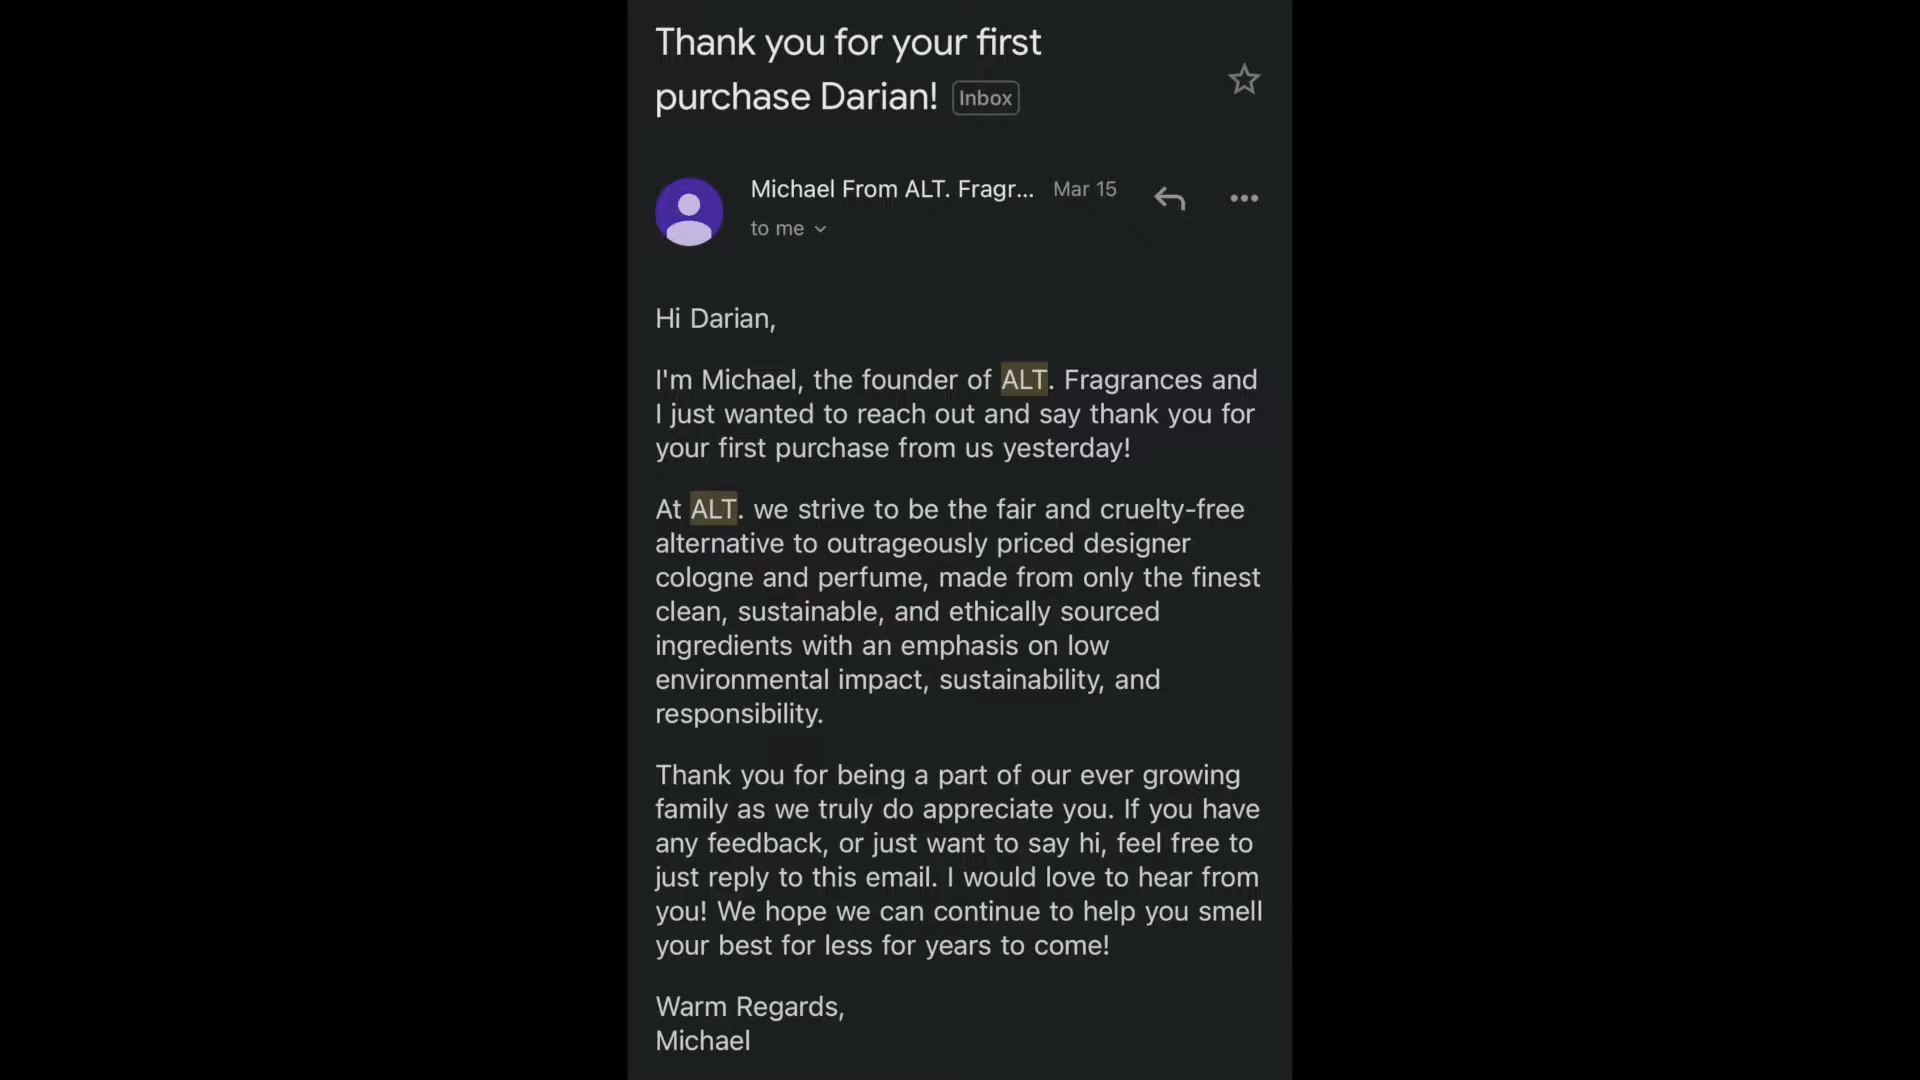 Thank you for your first
purchase Darian! Inbox
Michael From ALT. Fragr... Mar 15
to me
Hi Darian,
I'm Michael, the founder of ALT. Fragrances and
I just wanted to reach out and say thank you for
your first purchase from us yesterday!
At ALT. we strive to be the fair and cruelty-free
alternative to outrageously priced designer
cologne and perfume, made from only the finest
clean, sustainable, and ethically sourced
ingredients with an emphasis on low
environmental impact, sustainability, and
responsibility.
Thank you for being a part of our ever growing
family as we truly do appreciate you. If you have
any feedback, or just want to say hi, feel free to
just reply to this email. I would love to hear from
you! We hope we can continue to help you smell
your best for less for years to come!
Warm Regards,
Michael